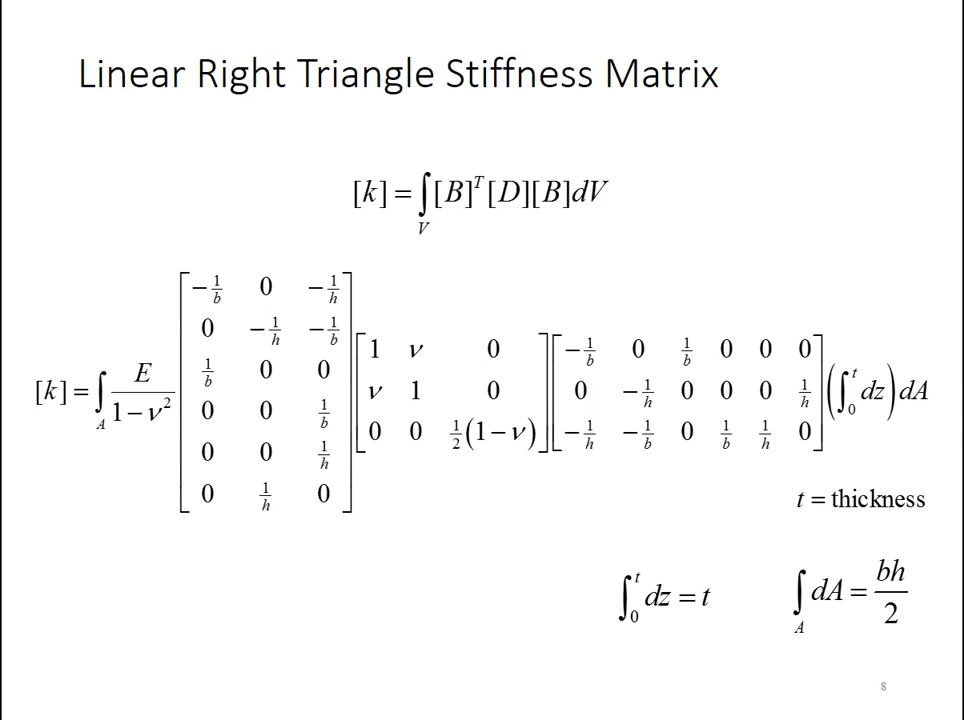 Linear Right Triangle Stiffness Matrix
[k] = ∫_V [B]^T [D][B]dV
[k] = ∫_A E/(1−ν²) [−1/b 0 −1/h; 0 −1/h −1/b; 1/b 0 0; 0 0 1/b; 0 0 1/h; 0 1/h 0] [1 ν 0; ν 1 0; 0 0 ½(1−ν)] [−1/b 0 1/b 0 0 0; 0 −1/h 0 0 0 1/h; −1/h −1/b 0 1/b 1/h 0] (∫₀^t dz) dA
t = thickness
∫₀^t dz = t
∫_A dA = bh/2
8